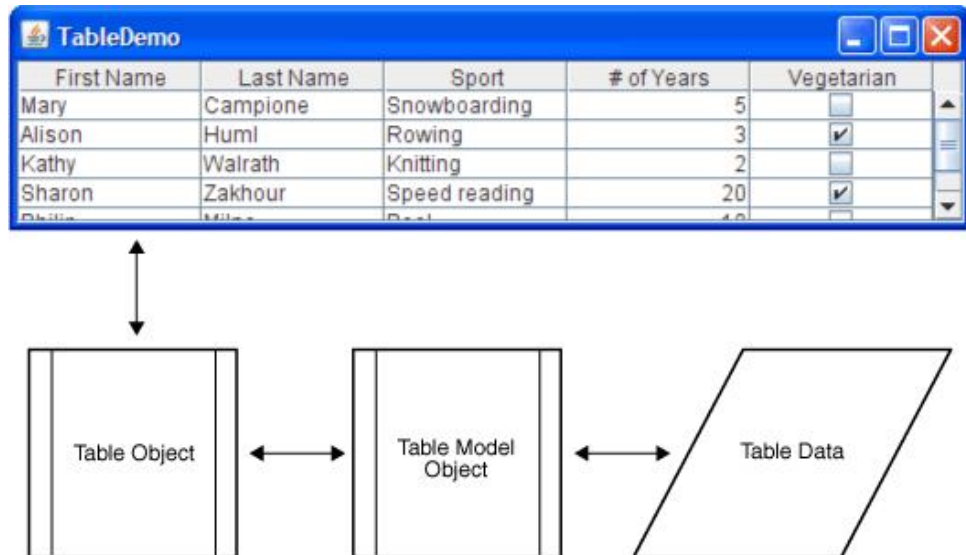 TableDemo
First Name Last Name Sport # of Years Vegetarian
Mary Campione Snowboarding 5
Alison Huml Rowing 3
Kathy Walrath Knitting 2
Sharon Zakhour Speed reading 20
Table Object
Table Model
Object
Table Data